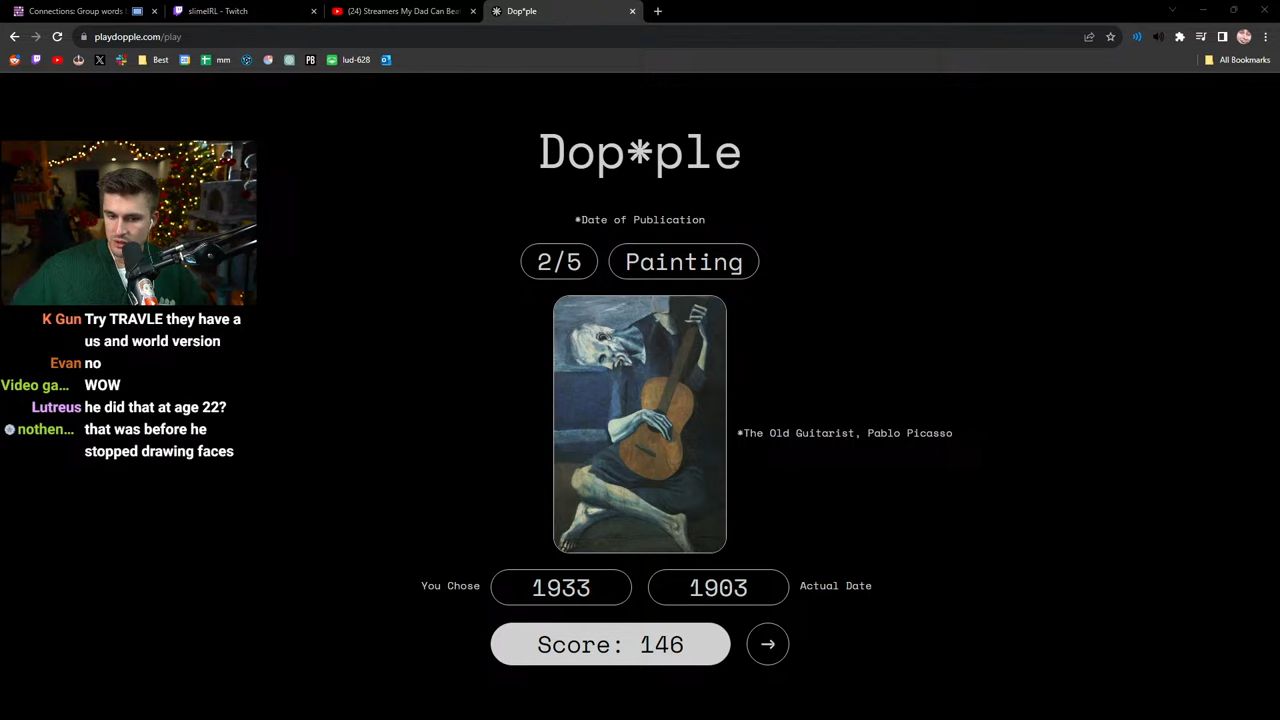 Connections: Group words
slimeIRL - Twitch
(24) Streamers My Dad Can Bea
Dop*ple
playdopple.com/play
Best
mm
PB
lud-628
All Bookmarks
Dop*ple
*Date of Publication
2/5
Painting
*The Old Guitarist, Pablo Picasso
You Chose
1933
1903
Actual Date
Score: 146
→
K Gun Try TRAVLE they have a
us and world version
Evan no
Video ga... WOW
Lutreus he did that at age 22?
nothen... that was before he
stopped drawing faces